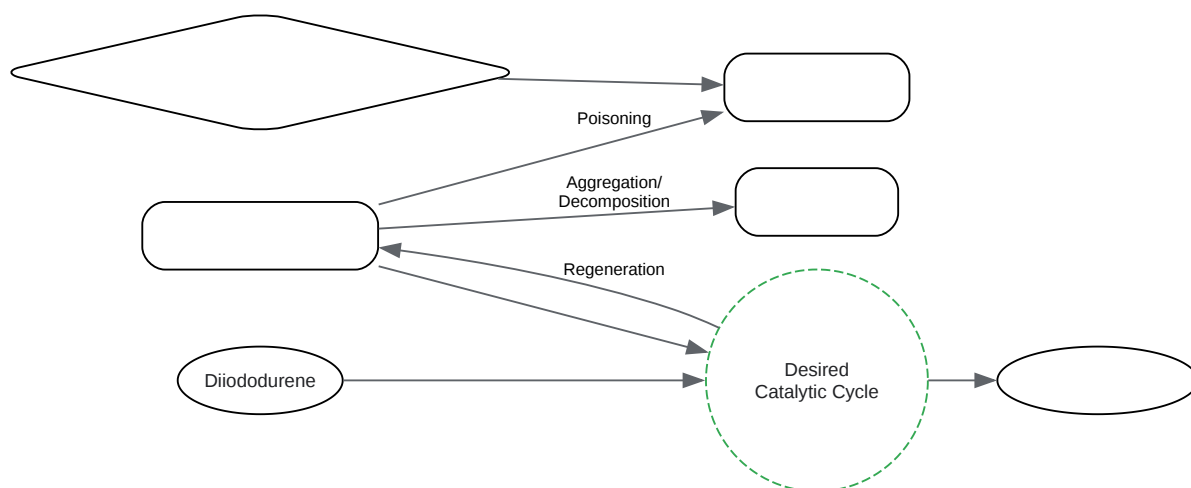 Poisoning
Aggregation/
Decomposition
Regeneration
Diiododurene
Desired
Catalytic Cycle